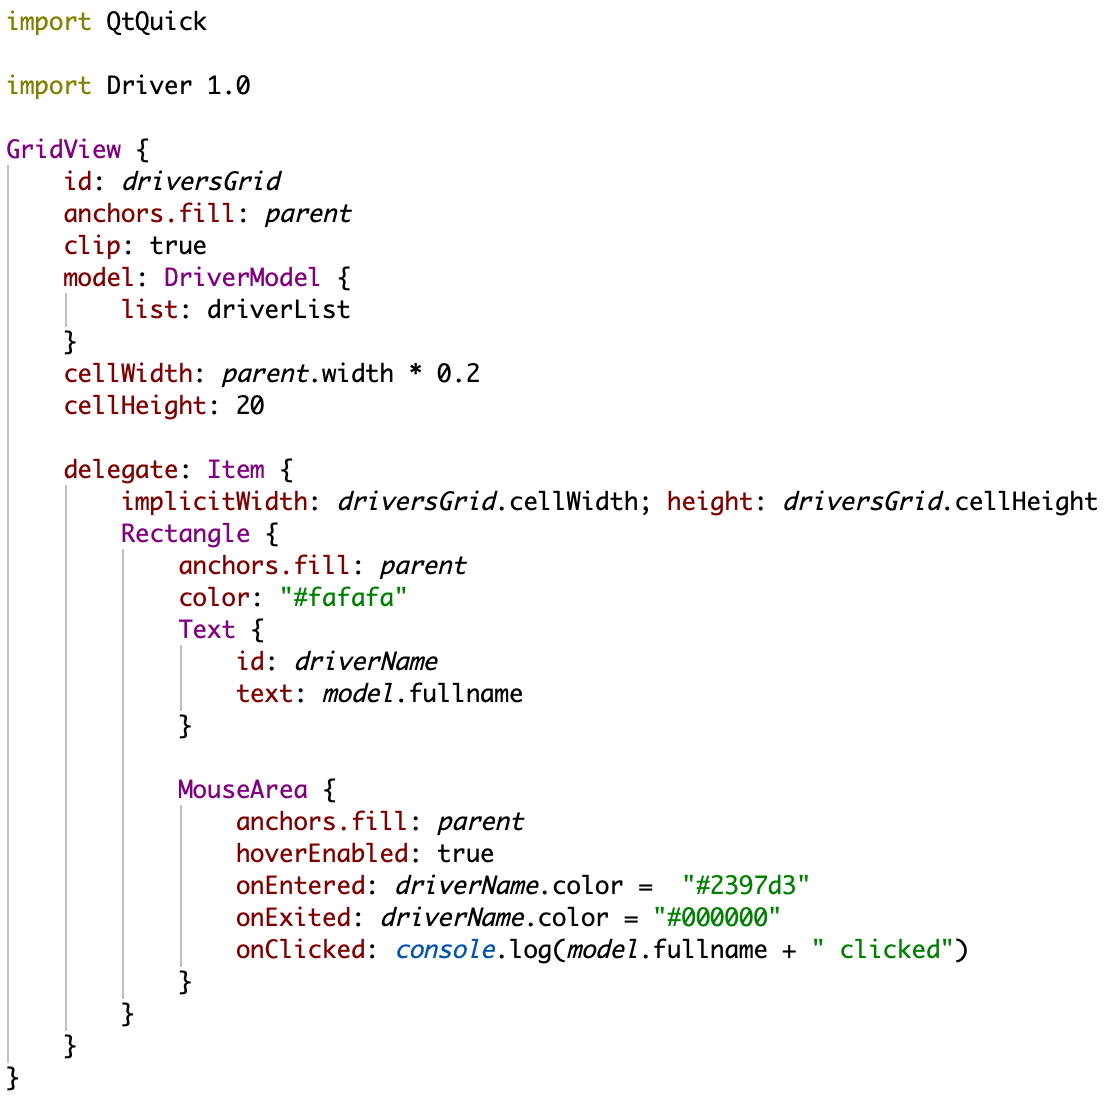 import QtQuick

import Driver 1.0

GridView {
    id: driversGrid
    anchors.fill: parent
    clip: true
    model: DriverModel {
        list: driverList
    }
    cellWidth: parent.width * 0.2
    cellHeight: 20

    delegate: Item {
        implicitWidth: driversGrid.cellWidth; height: driversGrid.cellHeight
        Rectangle {
            anchors.fill: parent
            color: "#fafafa"
            Text {
                id: driverName
                text: model.fullname
            }

            MouseArea {
                anchors.fill: parent
                hoverEnabled: true
                onEntered: driverName.color =  "#2397d3"
                onExited: driverName.color = "#000000"
                onClicked: console.log(model.fullname + " clicked")
            }
        }
    }
}